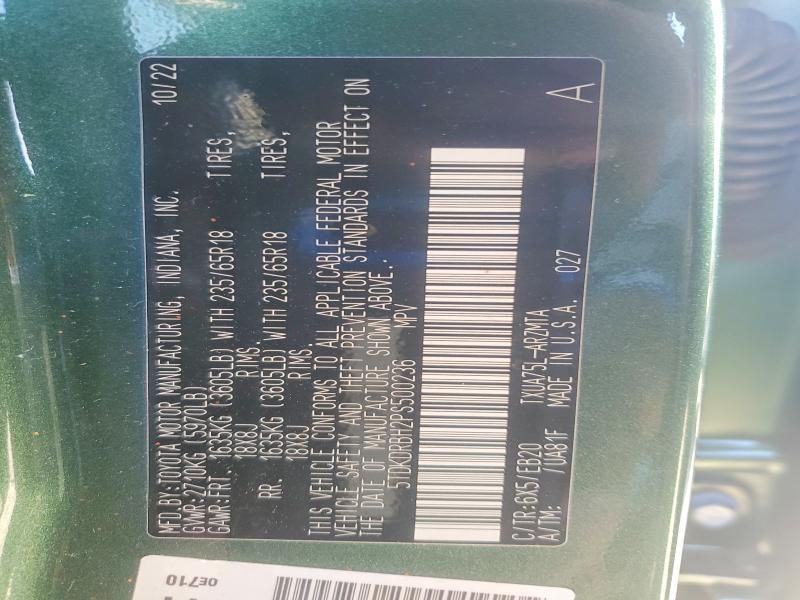 MFD.BY:TOYOTA MOTOR MANUFACTURING, INDIANA, INC. 10/22
GVWR:2710KG (5970LB)
GAWR:FRT. 1635KG (3605LB) WITH 235/65R18 TIRES,
18X8J RIMS.
RR. 1635KG (3605LB) WITH 235/65R18 TIRES,
18X8J RIMS.
THIS VEHICLE CONFORMS TO ALL APPLICABLE FEDERAL MOTOR
VEHICLE SAFETY AND THEFT PREVENTION STANDARDS IN EFFECT ON
THE DATE OF MANUFACTURE SHOWN ABOVE.
5TDKDRBH2PS500236 MPV
C/TR:6X5/EB20 TXUA75L-ARZMTA
A/TM: /UA81F MADE IN U.S.A. 027
A
0E710